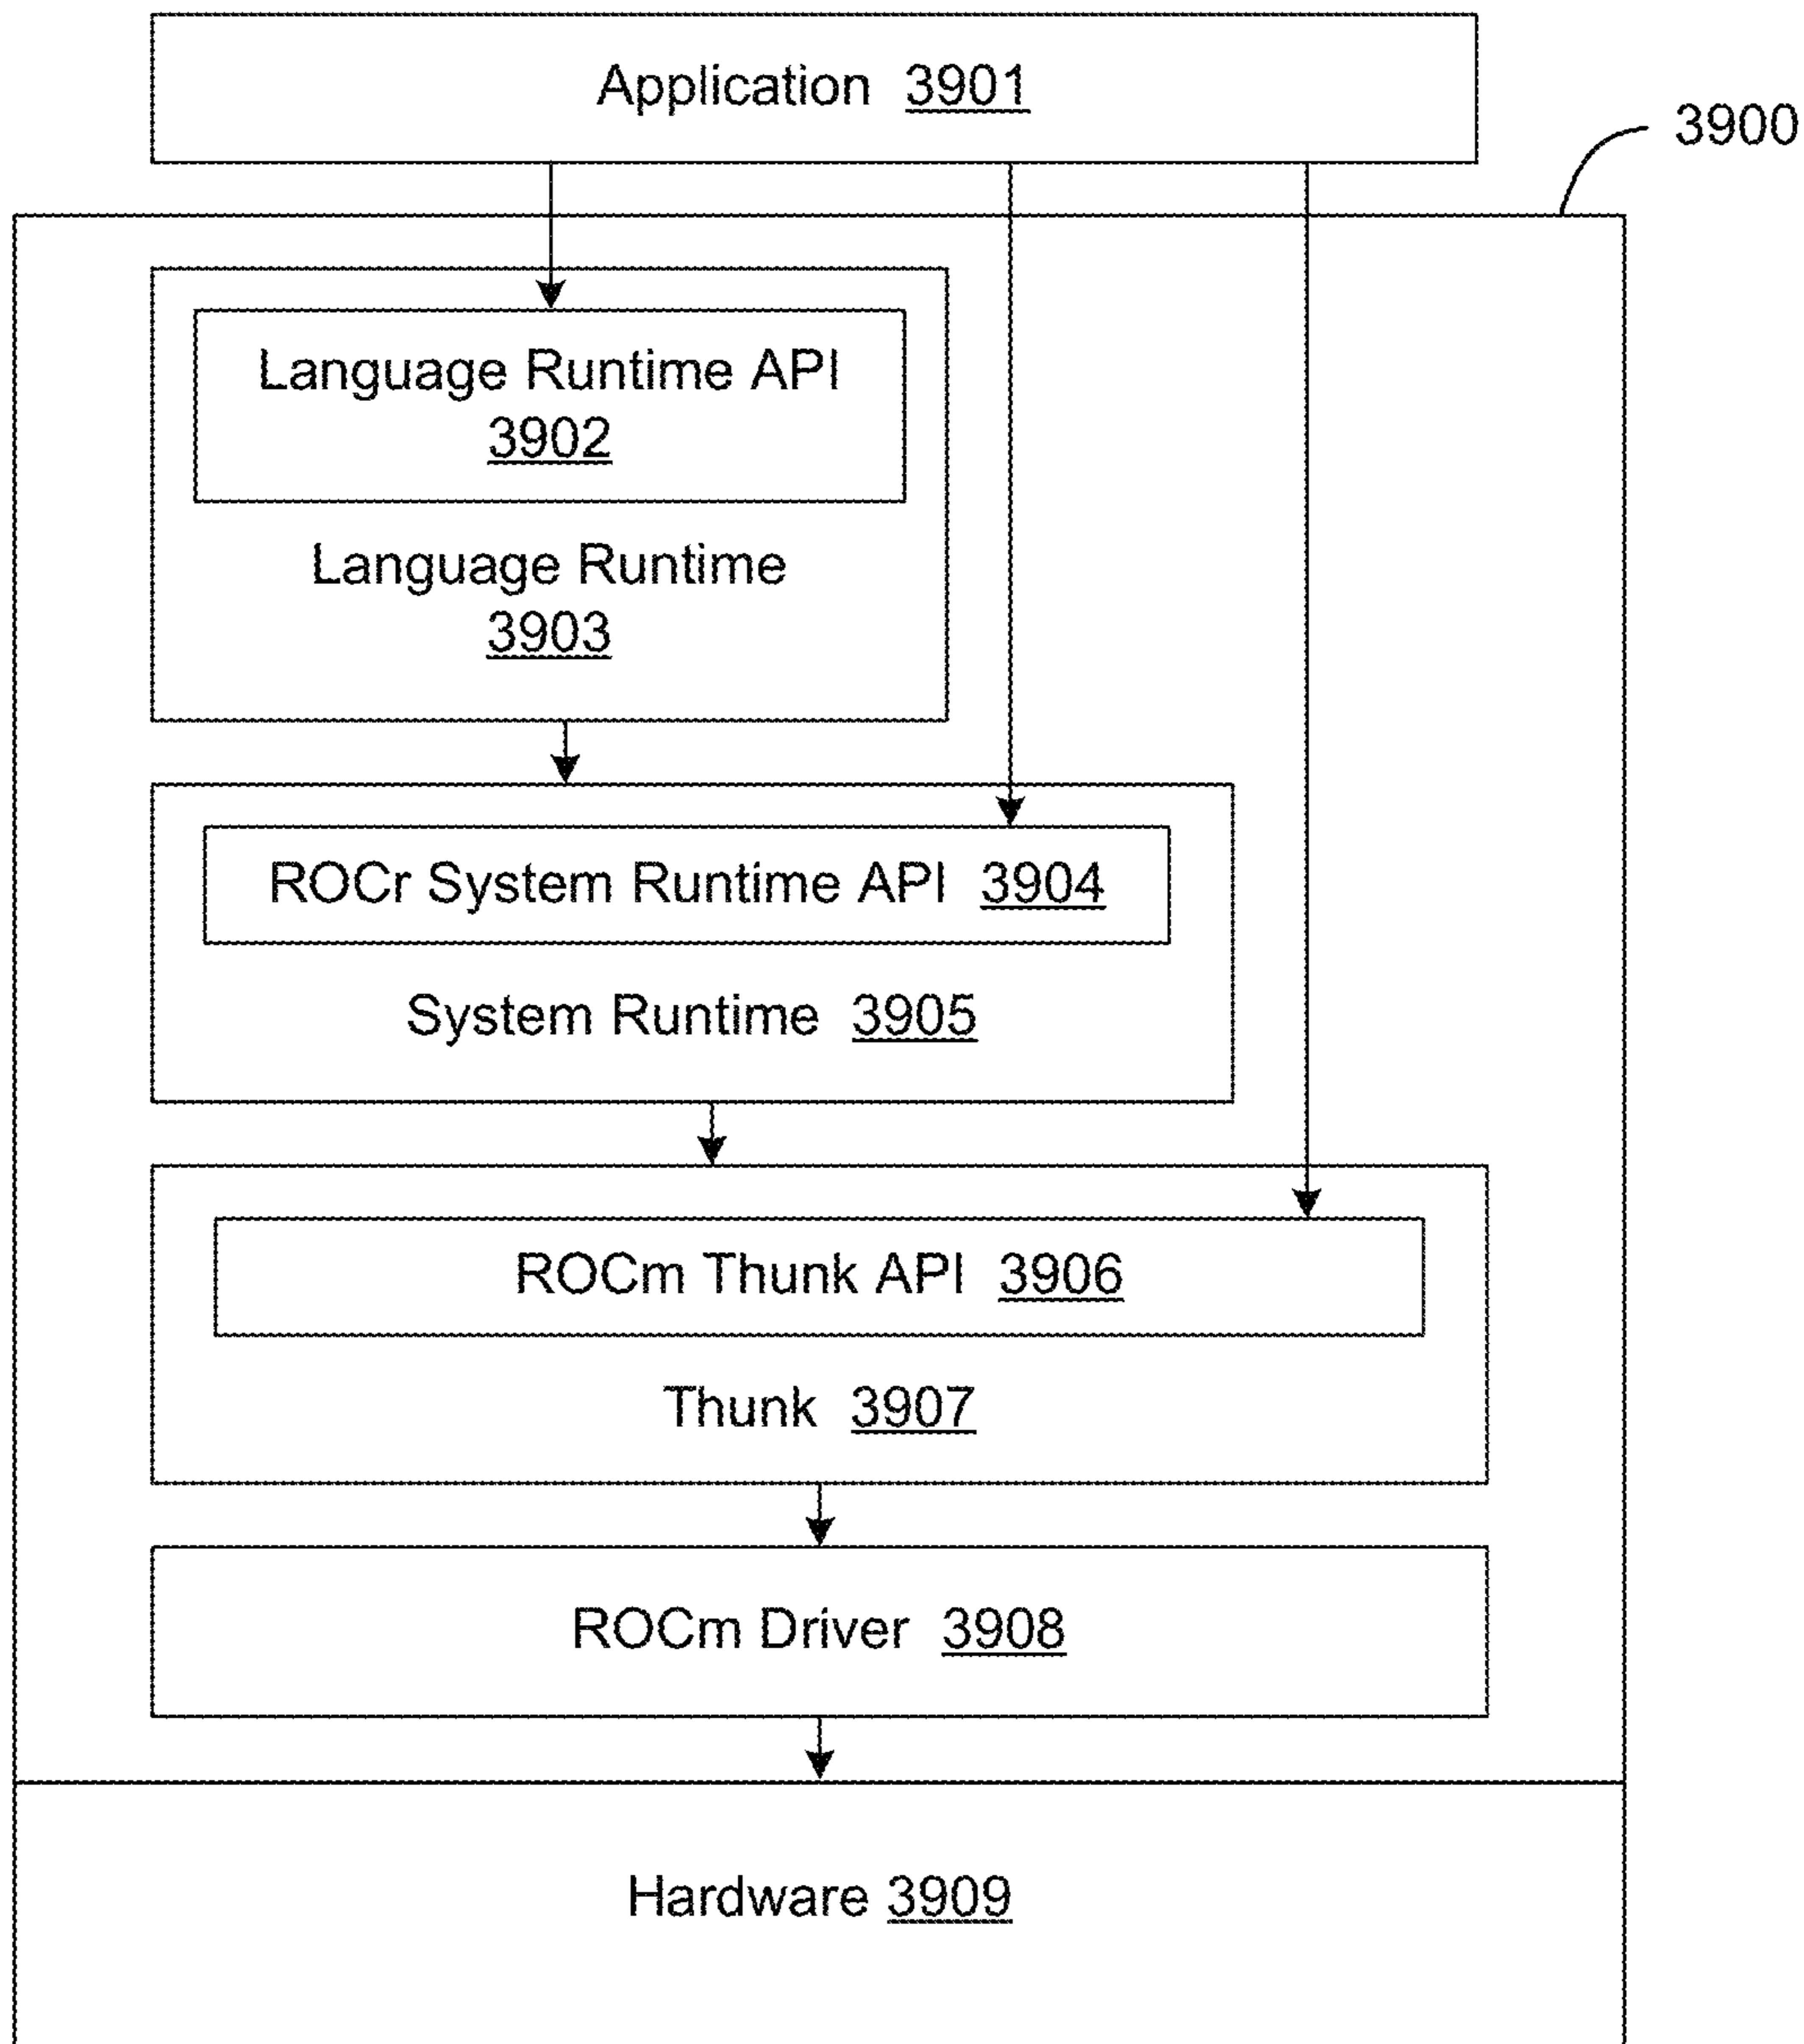 Application 3901
3900
Language Runtime API
3902
Language Runtime
3903
ROCr System Runtime API 3904
System Runtime 3905
ROCm Thunk API 3906
Thunk 3907
ROCm Driver 3908
Hardware 3909